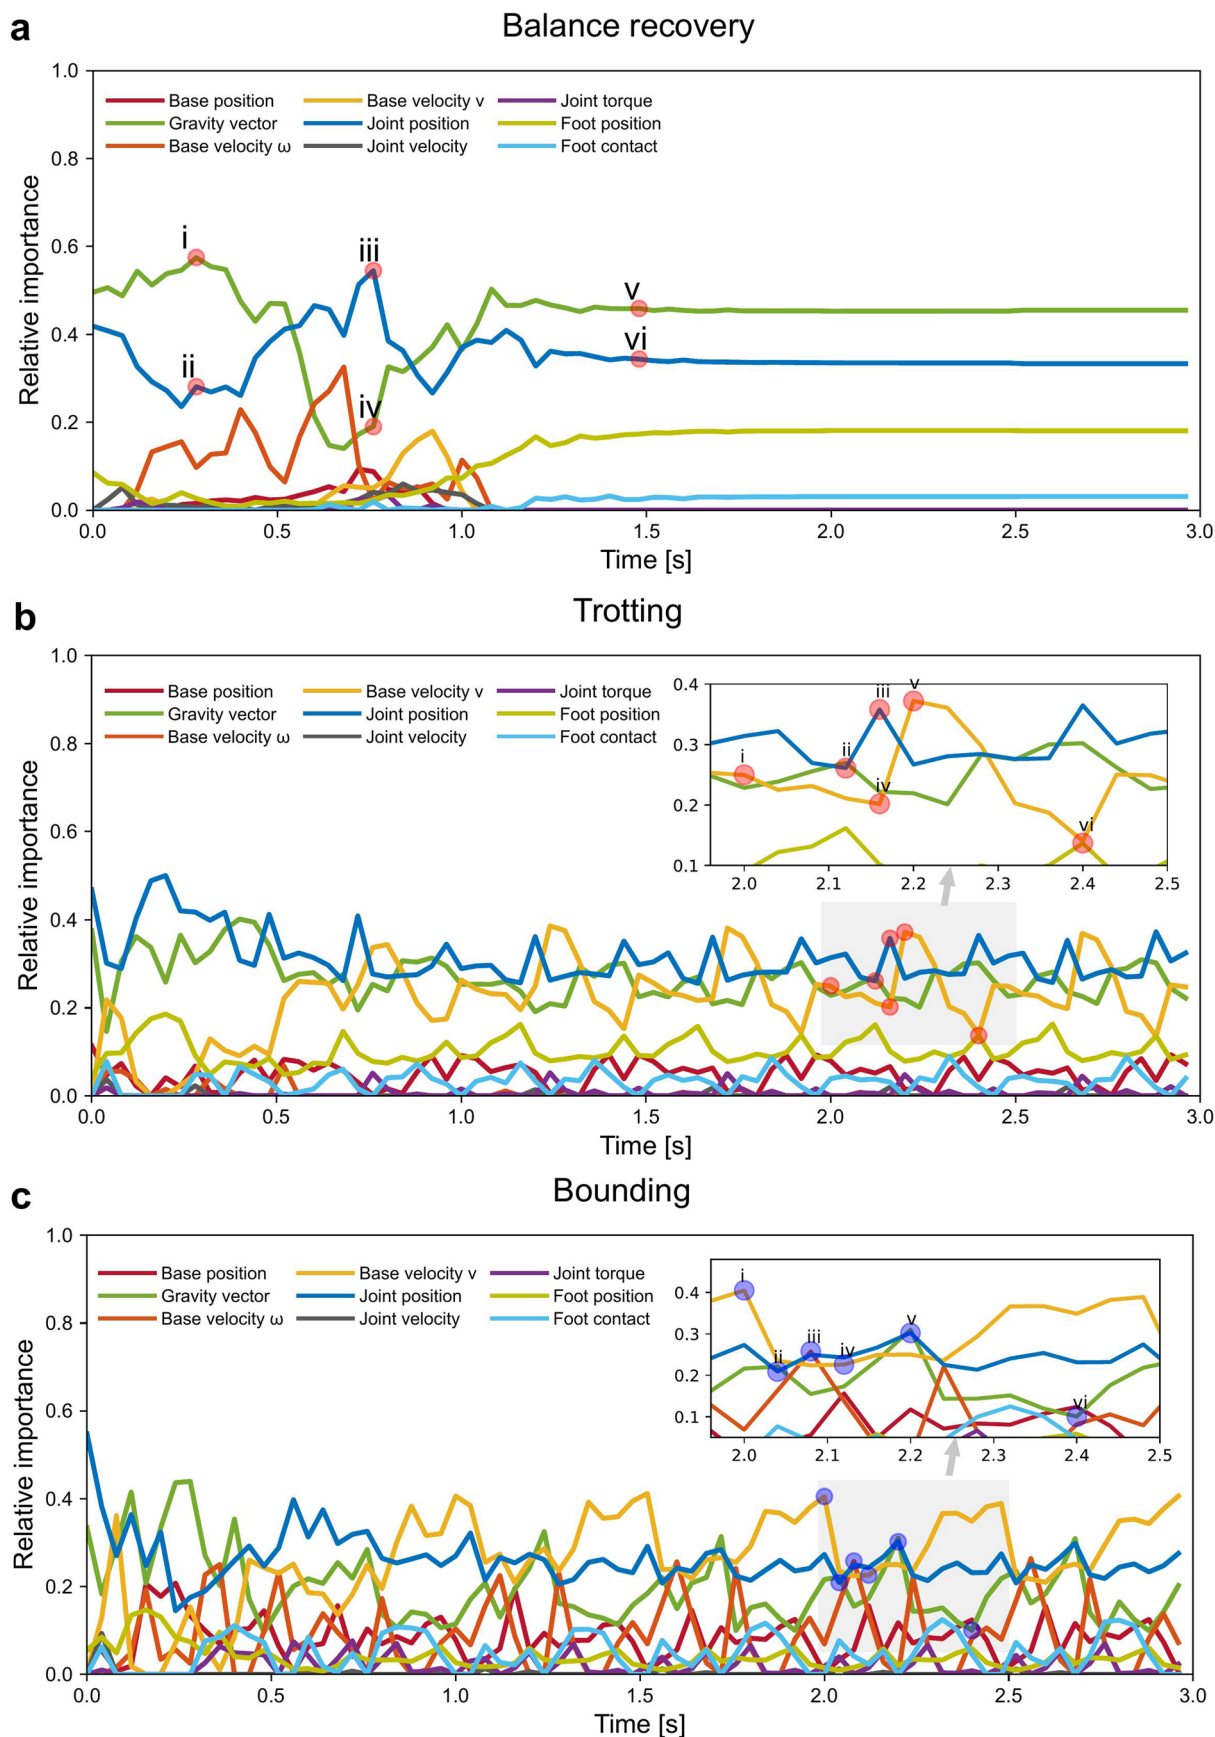 a
Balance recovery
Base position
Gravity vector
Base velocity ω
Base velocity v
Joint position
Joint velocity
Joint torque
Foot position
Foot contact
Relative importance
1.0
0.8
0.6
0.4
0.2
0.0
i
ii
iii
iv
v
vi
0.0 0.5 1.0 1.5 2.0 2.5 3.0
Time [s]
b
Trotting
Base position
Gravity vector
Base velocity ω
Base velocity v
Joint position
Joint velocity
Joint torque
Foot position
Foot contact
Relative importance
1.0
0.8
0.6
0.4
0.2
0.0
0.4
0.3
0.2
0.1
i
ii
iii
iv
v
vi
2.0 2.1 2.2 2.3 2.4 2.5
0.0 0.5 1.0 1.5 2.0 2.5 3.0
Time [s]
c
Bounding
Base position
Gravity vector
Base velocity ω
Base velocity v
Joint position
Joint velocity
Joint torque
Foot position
Foot contact
Relative importance
1.0
0.8
0.6
0.4
0.2
0.0
0.4
0.3
0.2
0.1
i
ii
iii
iv
v
vi
2.0 2.1 2.2 2.3 2.4 2.5
0.0 0.5 1.0 1.5 2.0 2.5 3.0
Time [s]